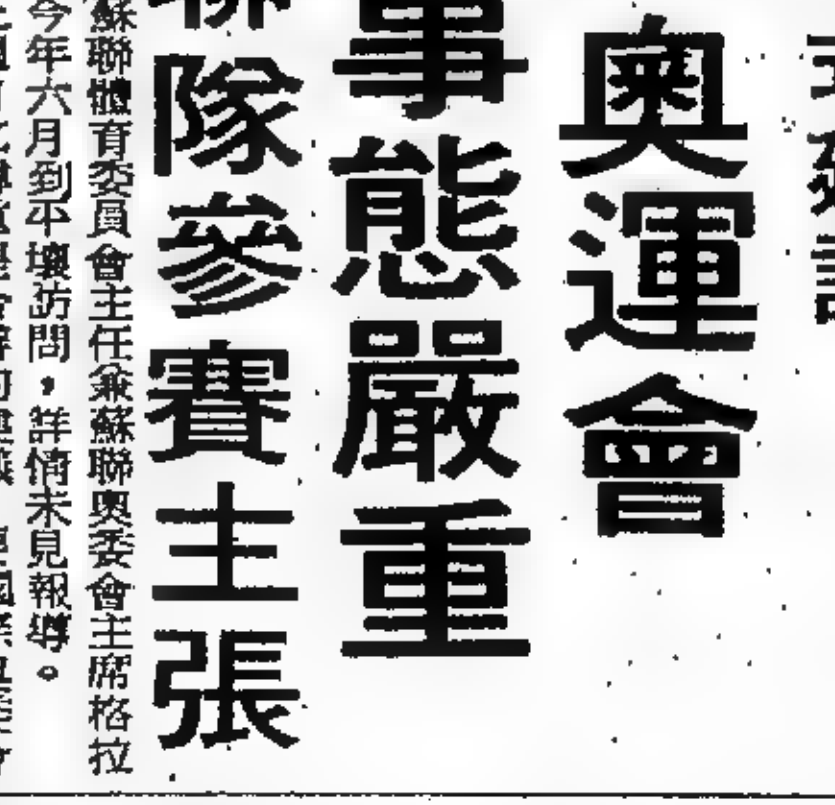 奧運會
事態嚴重
聯隊參賽主張
蘇聯體育委員會主任兼蘇聯奧委會主席格拉
今年六月到平壤訪問，詳情未見報導。